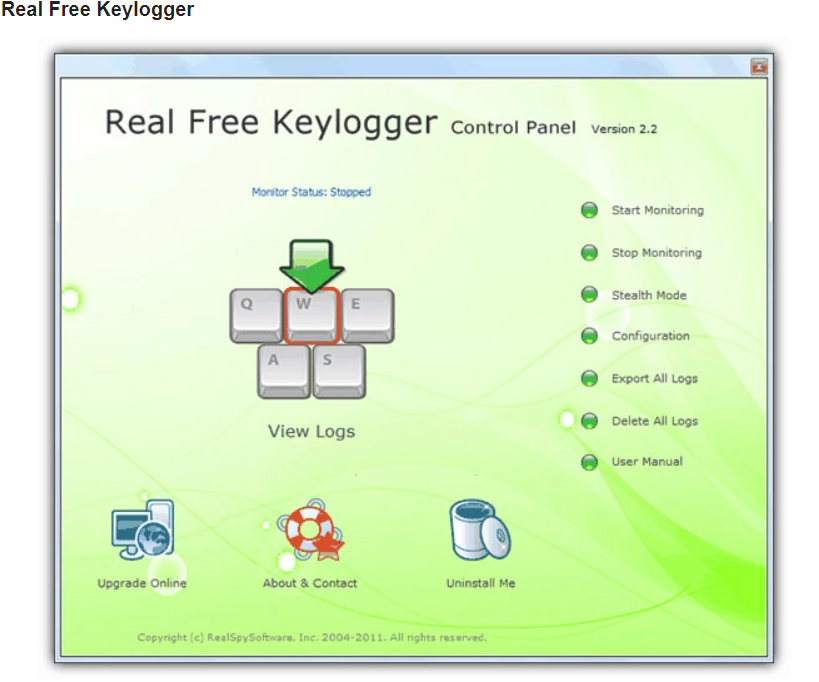 Real Free Keylogger
Real Free Keylogger Control Panel Version 2.2
Monitor Status: Stopped
Start Monitoring
Stop Monitoring
Stealth Mode
Configuration
Export All Logs
Delete All Logs
User Manual
Q W E
A S
View Logs
Upgrade Online About & Contact Uninstall Me
Copyright (c) RealSpySoftware. Inc. 2004-2011. All rights reserved.